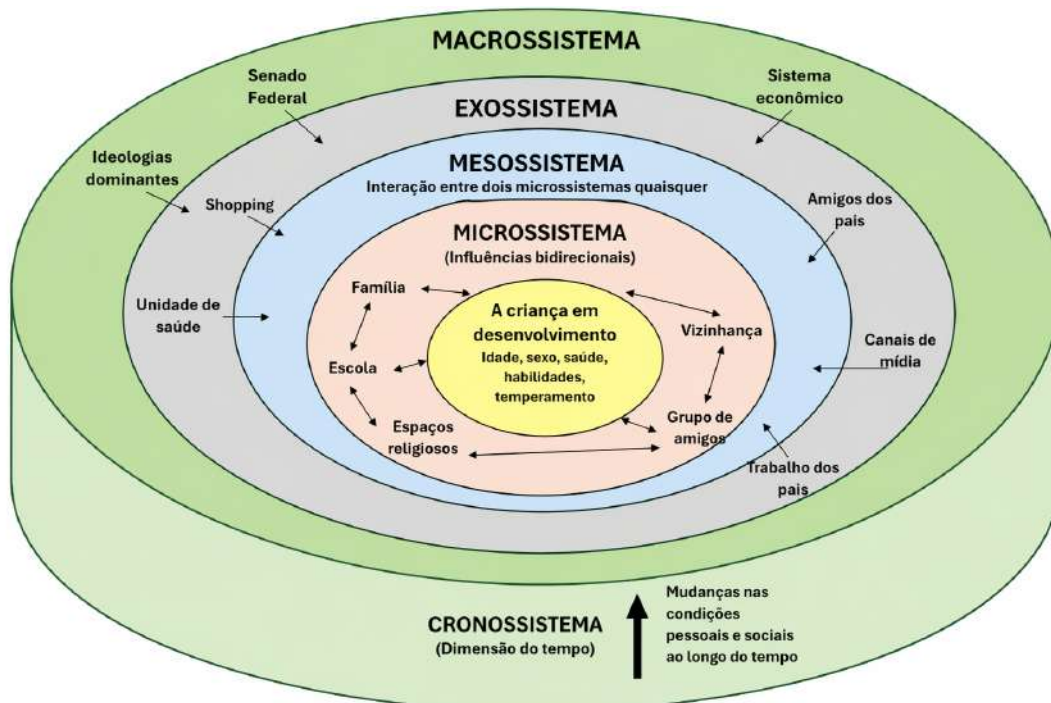 MACROSSISTEMA
Senado
Federal
Sistema
econômico
EXOSSISTEMA
Ideologias
dominantes
MESOSSISTEMA
Interação entre dois microssistemas quaisquer
Shopping
Amigos dos
pais
MICROSSISTEMA
(Influências bidirecionais)
Família
Unidade de
saúde
A criança em
desenvolvimento
Idade, sexo, saúde,
habilidades,
temperamento
Vizinhança
Canais de
mídia
Escola
Espaços
religiosos
Grupo de
amigos
Trabalho dos
pais
CRONOSSISTEMA
(Dimensão do tempo)
Mudanças nas
condições
pessoais e sociais
ao longo do tempo